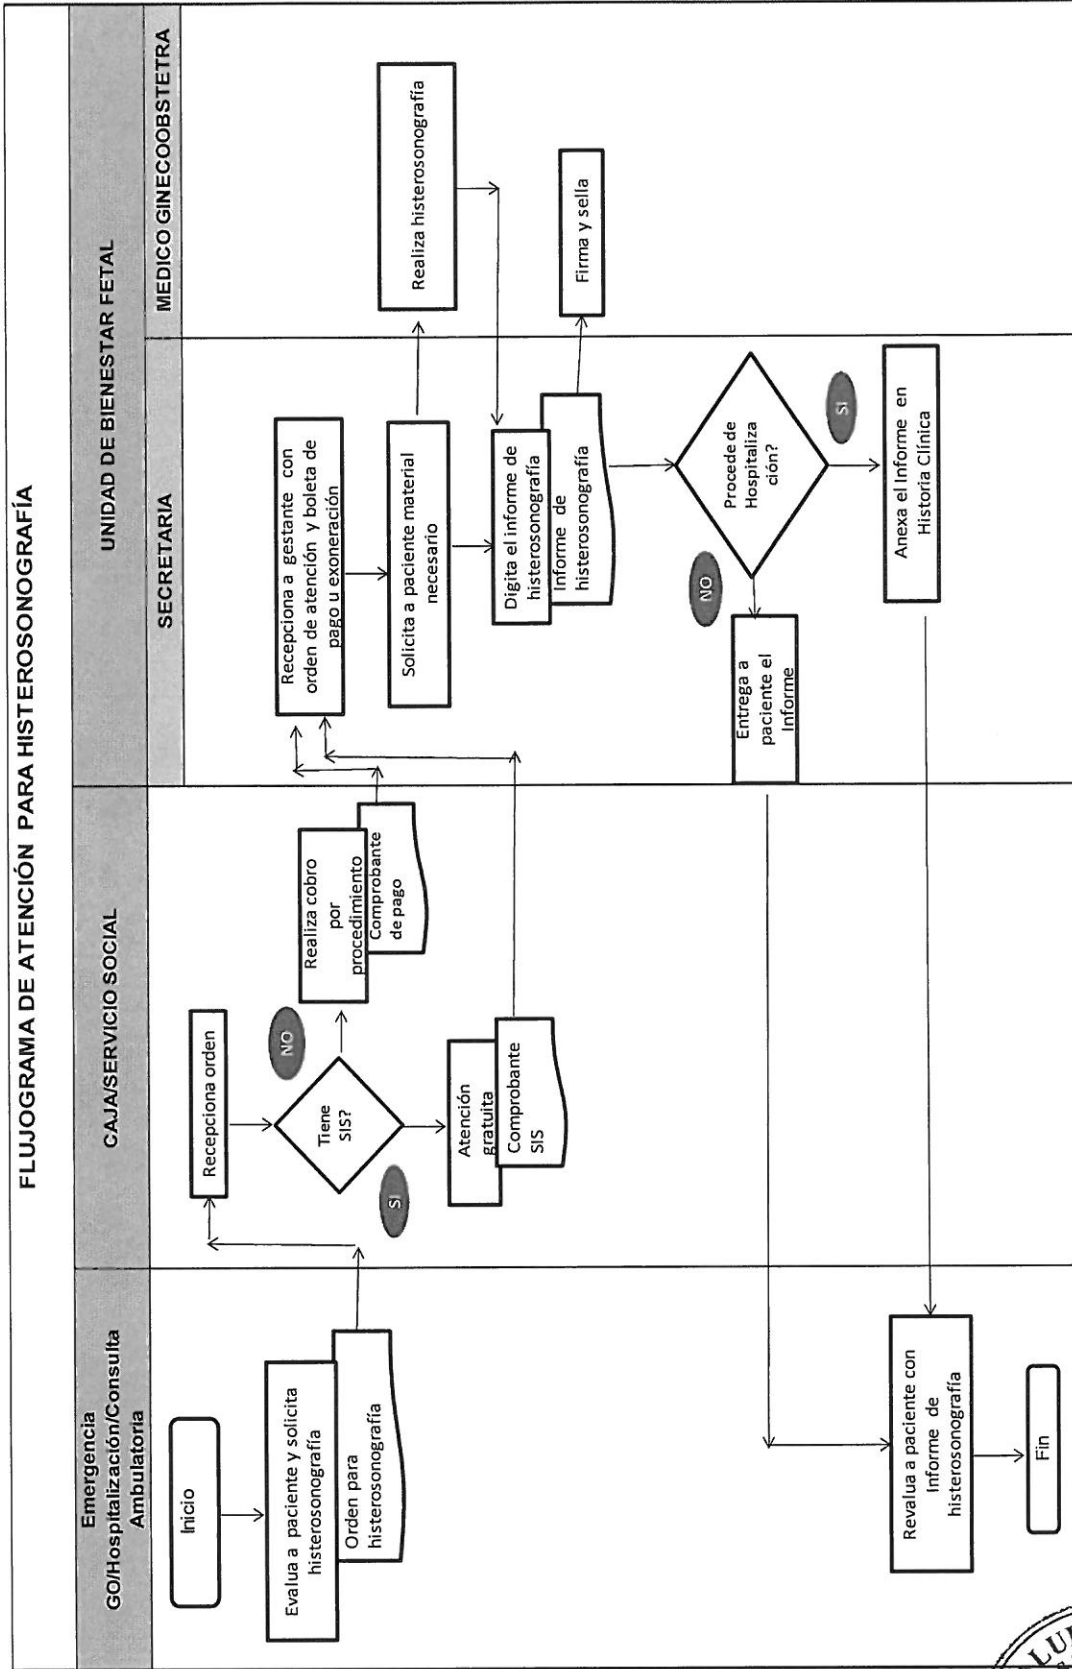 FLUJOGRAMA DE ATENCIÓN PARA HISTEROSONOGRAFÍA
Emergencia
GO/Hospitalización/Consulta
Ambulatoria
CAJA/SERVICIO SOCIAL
UNIDAD DE BIENESTAR FETAL
SECRETARIA
MEDICO GINECOOBSTETRA
Inicio
Evalua a paciente y solicita
histerosonografía
Orden para
histerosonografía
Recepciona orden
Tiene
SIS?
NO
SI
Realiza cobro
por
procedimiento
Comprobante
de pago
Atención
gratuita
Comprobante
SIS
Recepciona a gestante con
orden de atención y boleta de
pago u exoneración
Solicita a paciente material
necesario
Realiza histerosonografía
Digita el informe de
histerosonografía
Informe de
histerosonografía
Firma y sella
Procede de
Hospitaliza
ción?
NO
SI
Entrega a
paciente el
Informe
Anexa el Informe en
Historia Clínica
Revalua a paciente con
Informe de
histerosonografía
Fin